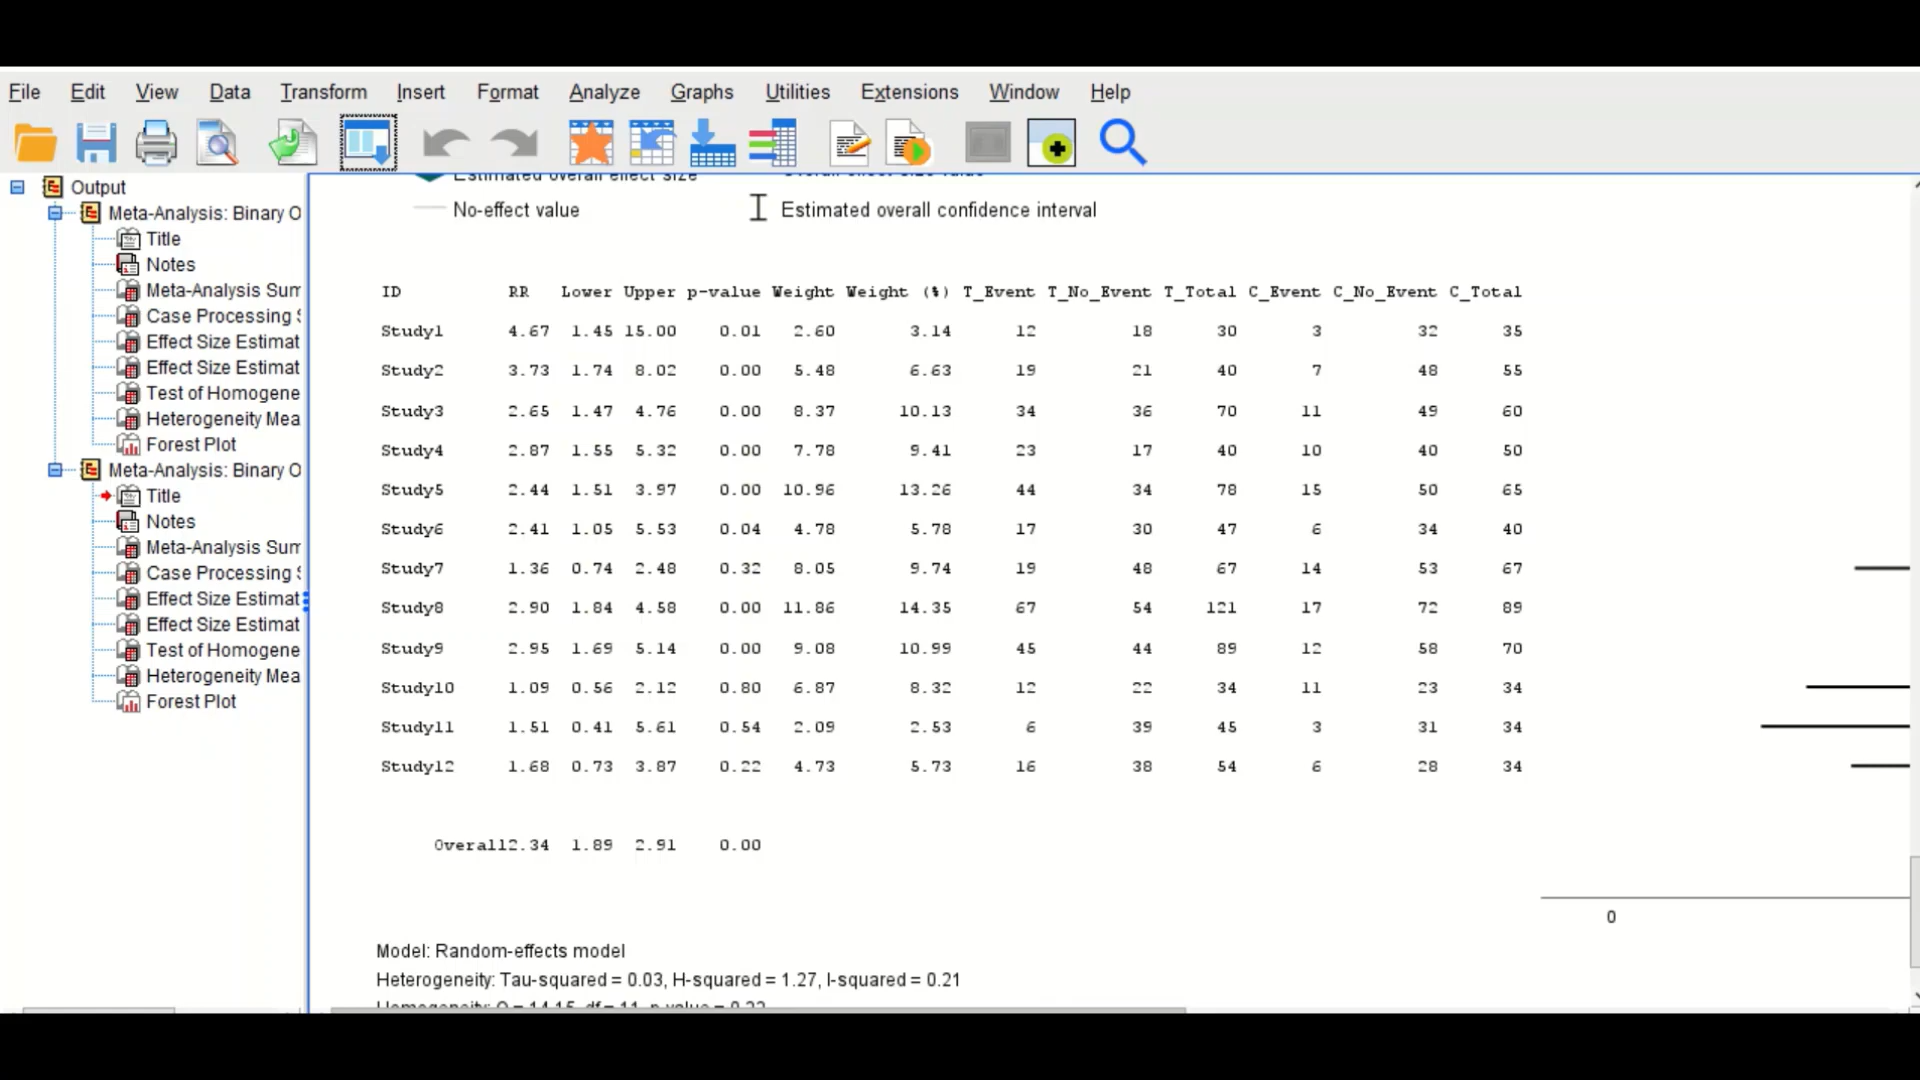 File Edit View Data Transform Insert Format Analyze Graphs Utilities Extensions Window Help
Output
Meta-Analysis: Binary O
Title
Notes
Meta-Analysis Sum
Case Processing S
Effect Size Estimat
Effect Size Estimat
Test of Homogene
Heterogeneity Mea
Forest Plot
Meta-Analysis: Binary O
Title
Notes
Meta-Analysis Sum
Case Processing S
Effect Size Estimat
Effect Size Estimat
Test of Homogene
Heterogeneity Mea
Forest Plot
Estimated overall effect size Overall effect size value
No-effect value Estimated overall confidence interval
ID RR Lower Upper p-value Weight Weight (%) T_Event T_No_Event T_Total C_Event C_No_Event C_Total
Study1 4.67 1.45 15.00 0.01 2.60 3.14 12 18 30 3 32 35
Study2 3.73 1.74 8.02 0.00 5.48 6.63 19 21 40 7 48 55
Study3 2.65 1.47 4.76 0.00 8.37 10.13 34 36 70 11 49 60
Study4 2.87 1.55 5.32 0.00 7.78 9.41 23 17 40 10 40 50
Study5 2.44 1.51 3.97 0.00 10.96 13.26 44 34 78 15 50 65
Study6 2.41 1.05 5.53 0.04 4.78 5.78 17 30 47 6 34 40
Study7 1.36 0.74 2.48 0.32 8.05 9.74 19 48 67 14 53 67
Study8 2.90 1.84 4.58 0.00 11.86 14.35 67 54 121 17 72 89
Study9 2.95 1.69 5.14 0.00 9.08 10.99 45 44 89 12 58 70
Study10 1.09 0.56 2.12 0.80 6.87 8.32 12 22 34 11 23 34
Study11 1.51 0.41 5.61 0.54 2.09 2.53 6 39 45 3 31 34
Study12 1.68 0.73 3.87 0.22 4.73 5.73 16 38 54 6 28 34
Overall2.34 1.89 2.91 0.00
0
Model: Random-effects model
Heterogeneity: Tau-squared = 0.03, H-squared = 1.27, I-squared = 0.21
Homogeneity: Q = 14.15, df = 11, p-value = 0.22